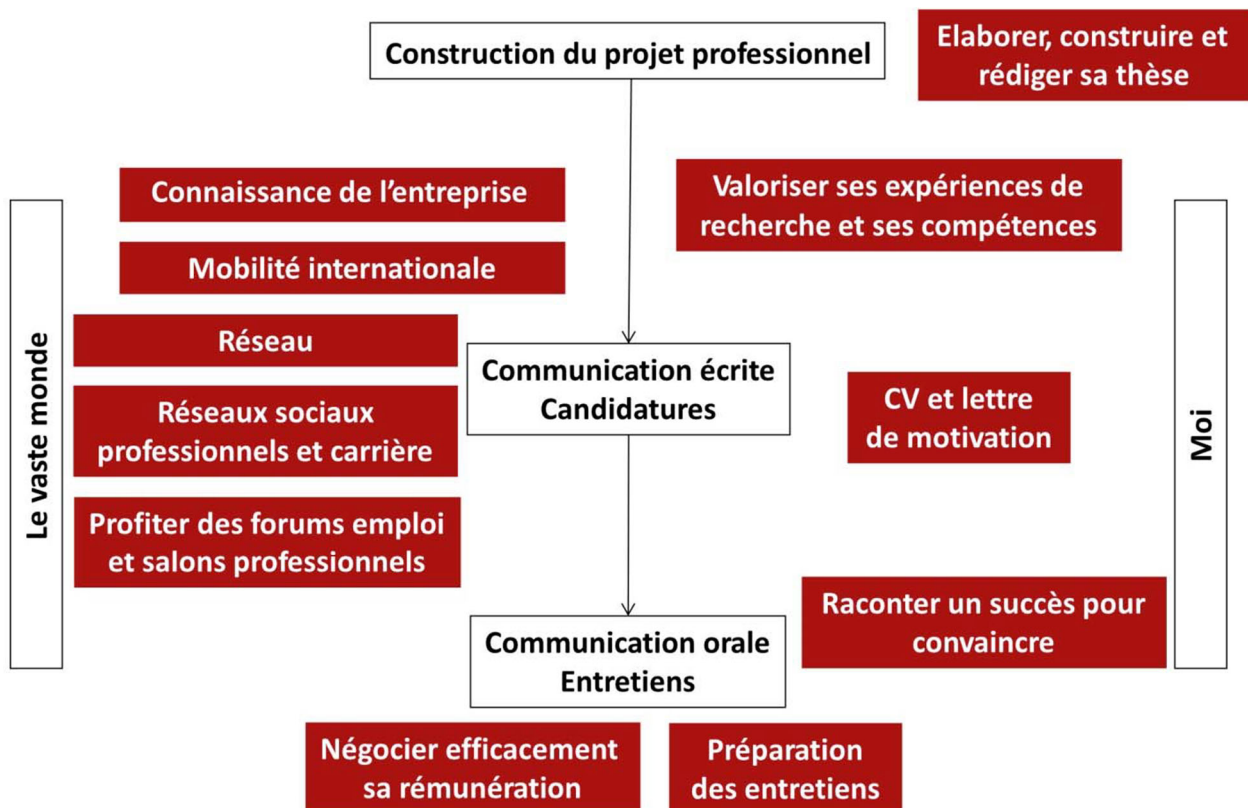 Construction du projet professionnel
Elaborer, construire et
rédiger sa thèse
Connaissance de l’entreprise
Valoriser ses expériences de
recherche et ses compétences
Mobilité internationale
Le vaste monde
Réseau
Communication écrite
Candidatures
Réseaux sociaux
professionnels et carrière
CV et lettre
de motivation
Moi
Profiter des forums emploi
et salons professionnels
Raconter un succès pour
convaincre
Communication orale
Entretiens
Négocier efficacement
sa rémunération
Préparation
des entretiens